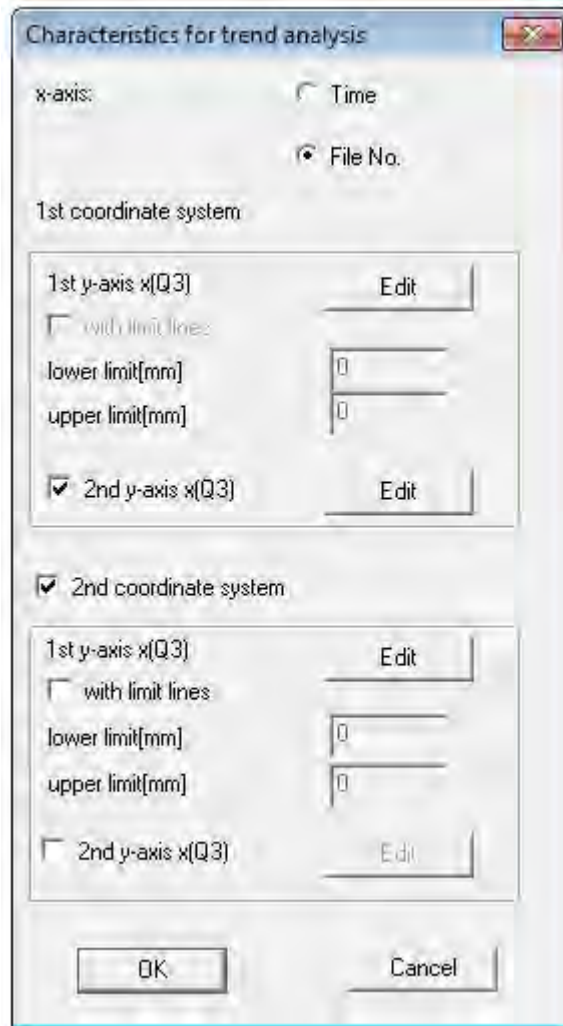 Characteristics for trend analysis
x-axis: Time
File No.
1st coordinate system
1st y-axis x(Q3) Edit
with limit lines
lower limit[mm] 0
upper limit[mm] 0
2nd y-axis x(Q3) Edit
2nd coordinate system
1st y-axis x(Q3) Edit
with limit lines
lower limit[mm] 0
upper limit[mm] 0
2nd y-axis x(Q3) Edit
OK Cancel